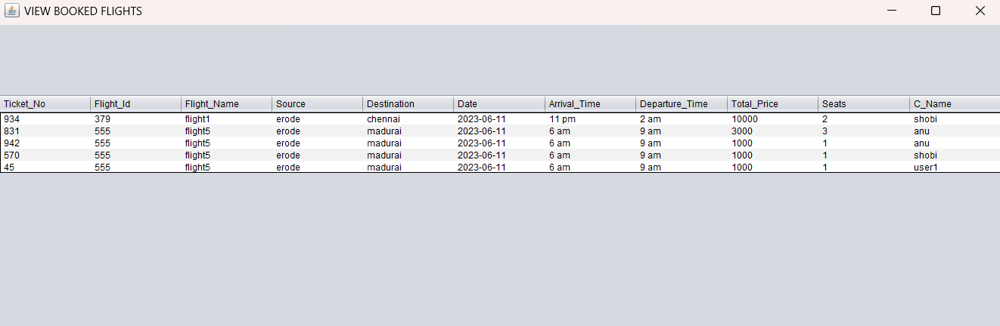 VIEW BOOKED FLIGHTS
Ticket_No Flight_Id Flight_Name Source Destination Date Arrival_Time Departure_Time Total_Price Seats C_Name
934 379 flight1 erode chennai 2023-06-11 11 pm 2 am 10000 2 shobi
831 555 flight5 erode madurai 2023-06-11 6 am 9 am 3000 3 anu
942 555 flight5 erode madurai 2023-06-11 6 am 9 am 1000 1 anu
570 555 flight5 erode madurai 2023-06-11 6 am 9 am 1000 1 shobi
45 555 flight5 erode madurai 2023-06-11 6 am 9 am 1000 1 user1